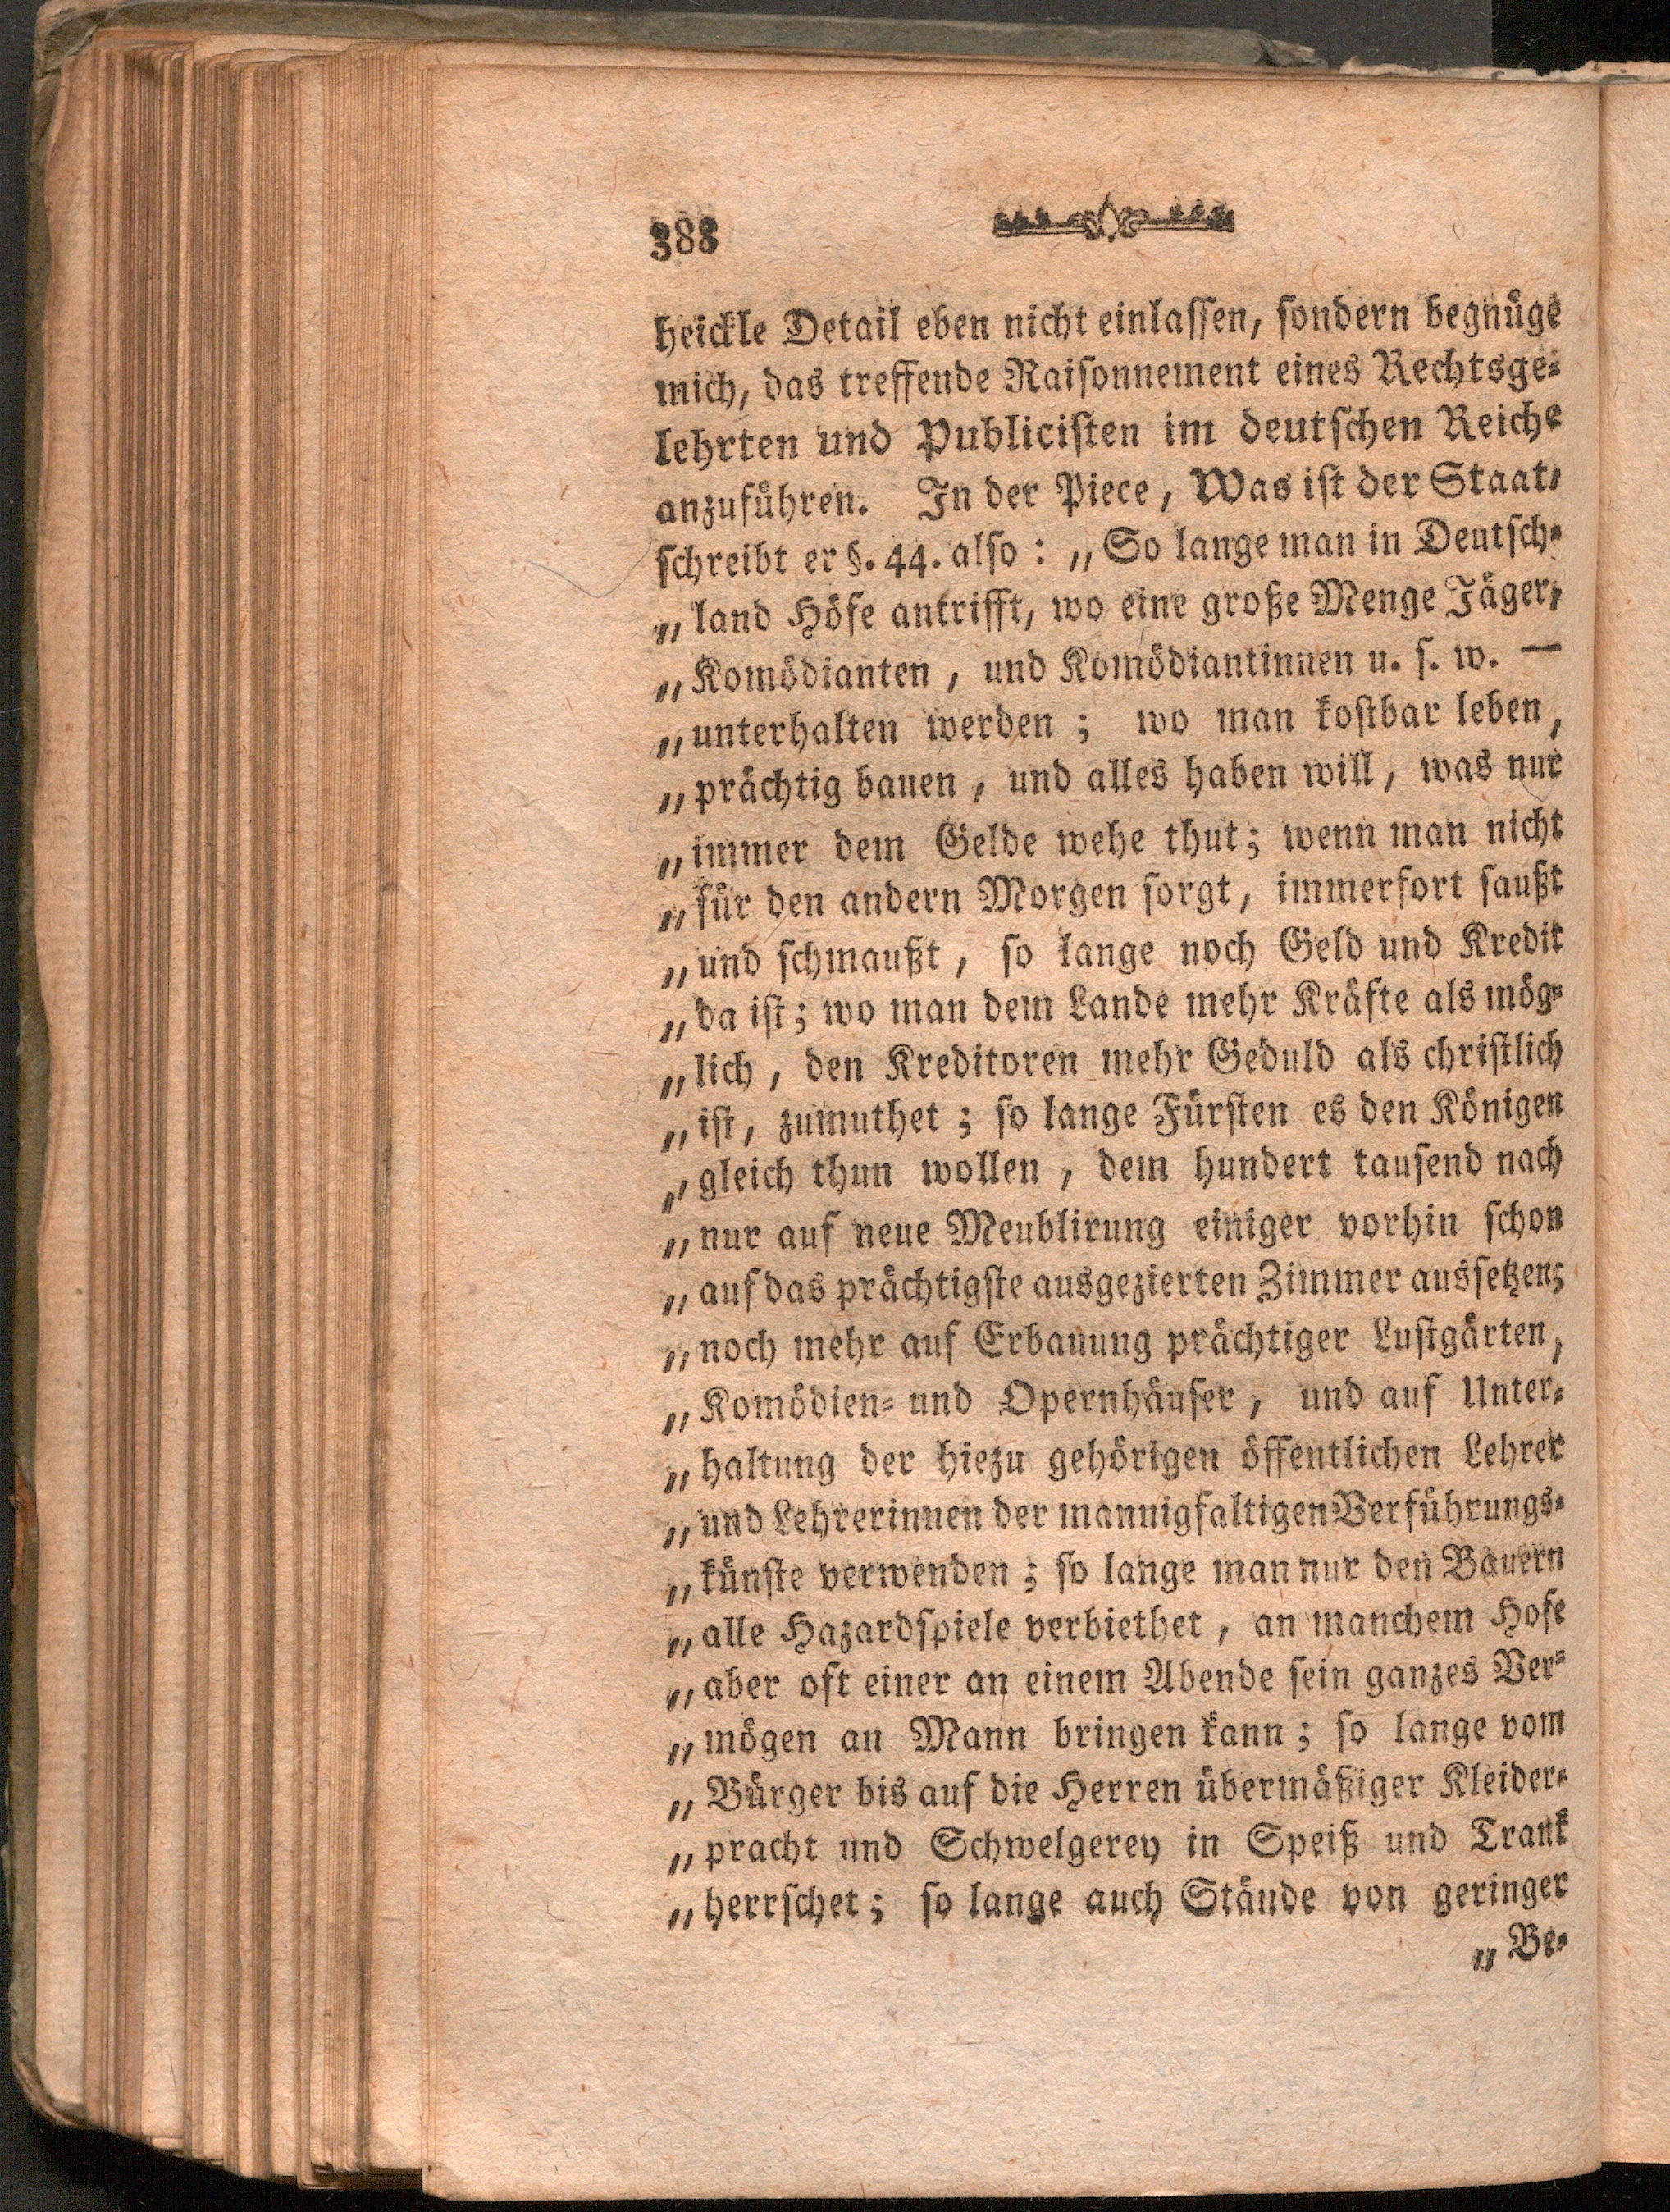 388
heickle Detail eben nicht einlassen, sondern begnüge
mich, das treffende Raisonnement eines Rechtsge=
lehrten und Publicisten im deutschen Reiche
anzuführen. In der Piece, Was ist der Staat,
schreibt er §. 44. also: „So lange man in Deutsch=
„land Höfe antrifft, wo eine große Menge Jäger,
„Komödianten, und Komödiantinnen u. s. w. —
„unterhalten werden; wo man kostbar leben,
„prächtig bauen, und alles haben will, was nur
„immer dem Gelde wehe thut; wenn man nicht
„für den andern Morgen sorgt, immerfort saußt
„und schmaußt, so lange noch Geld und Kredit
„da ist; wo man dem Lande mehr Kräfte als mög=
„lich, den Kreditoren mehr Geduld als christlich
„ist, zumuthet; so lange Fürsten es den Königen
„gleich thun wollen, dem hundert tausend nach
„nur auf neue Meublirung einiger vorhin schon
„auf das prächtigste ausgezierten Zimmer aussetzen;
„noch mehr auf Erbauung prächtiger Lustgärten,
„Komödien= und Opernhäuser, und auf Unter=
„haltung der hiezu gehörigen öffentlichen Lehrer
„und Lehrerinnen der mannigfaltigen Verführungs=
„künste verwenden; so lange man nur den Bauern
„alle Hazardspiele verbiethet, an manchem Hofe
„aber oft einer an einem Abende sein ganzes Ver=
„mögen an Mann bringen kann; so lange vom
„Bürger bis auf die Herren übermäßiger Kleider=
„pracht und Schwelgerey in Speiß und Trank
„herrschet; so lange auch Stände von geringer
„Be=